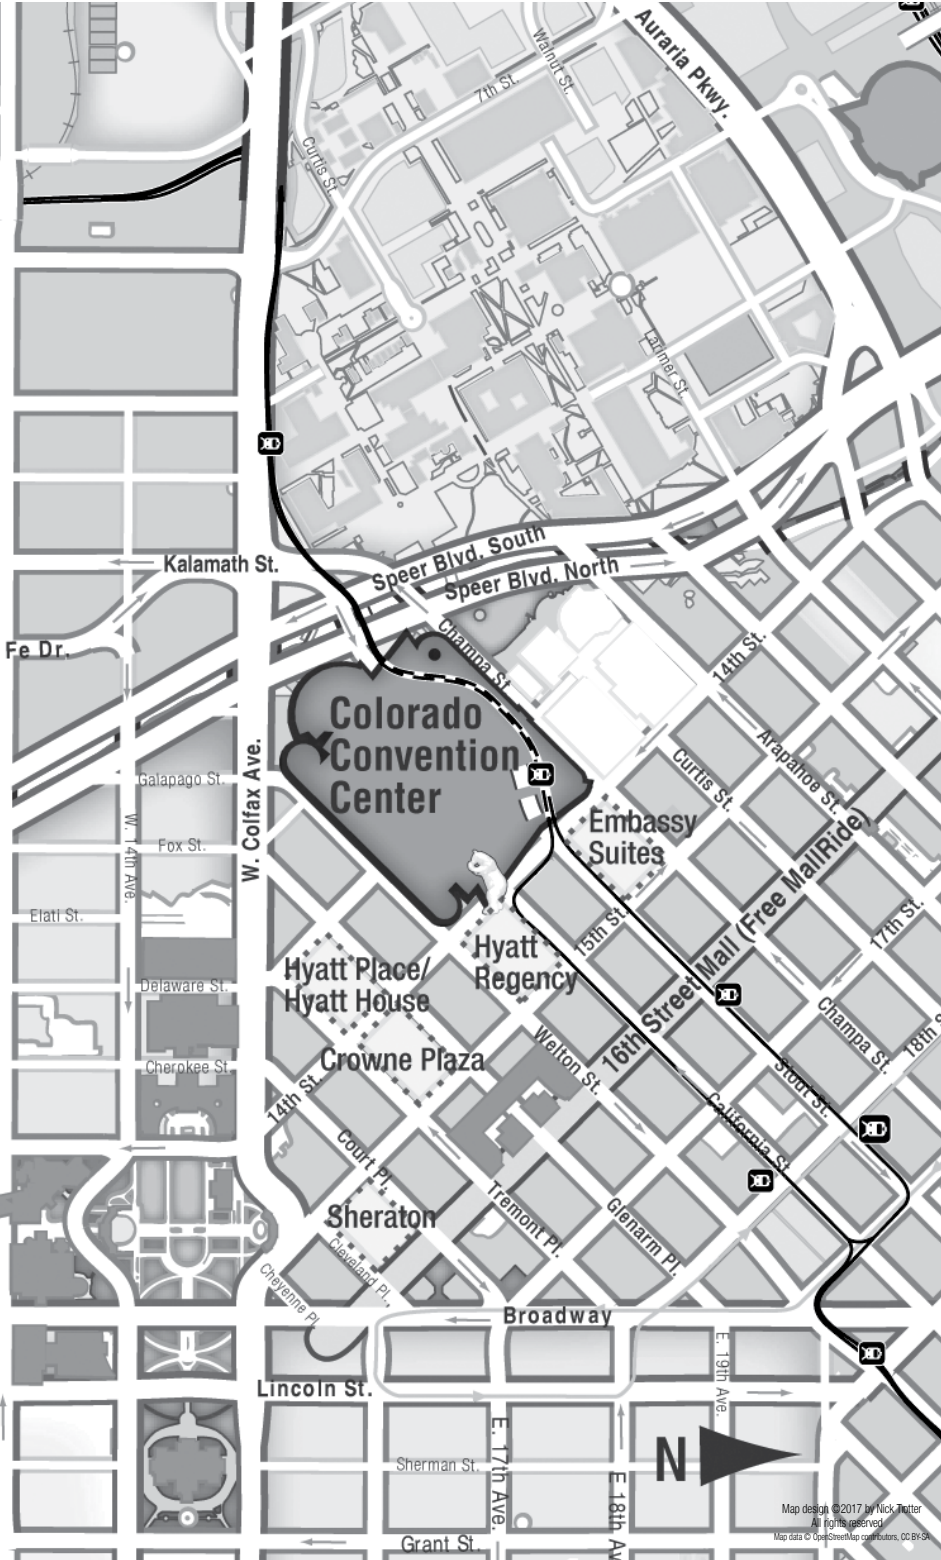 Auraria Pkwy.
Walnut St.
7th St.
Curtis St.
Larimer St.
Speer Blvd. South
Kalamath St.
Speer Blvd. North
Champa St
Fe Dr.
14th St.
Colorado
Convention
Center
Arapahoe St.
Curtis St.
Galapago St.
W. Colfax Ave.
W. 14th Ave.
Fox St.
Embassy
Suites
16th Street Mall (Free MallRide)
Elati St.
15th St.
17th St.
Hyatt
Regency
Hyatt Place/
Hyatt House
Delaware St.
Champa St.
18th S
Welton St.
Crowne Plaza
Cherokee St.
Stout St.
14th St.
California St
Court Pl.
Tremont Pl.
Glenarm Pl.
Sheraton
Cleveland Pl.
Cheyenne Pl.
Broadway
E. 19th Ave.
Lincoln St.
E. 17th Ave.
N
Sherman St.
E 18th Av
Map design ©2017 by Nick Trotter
All rights reserved
Map data © OpenStreetMap contributors, CC BY-SA
Grant St.